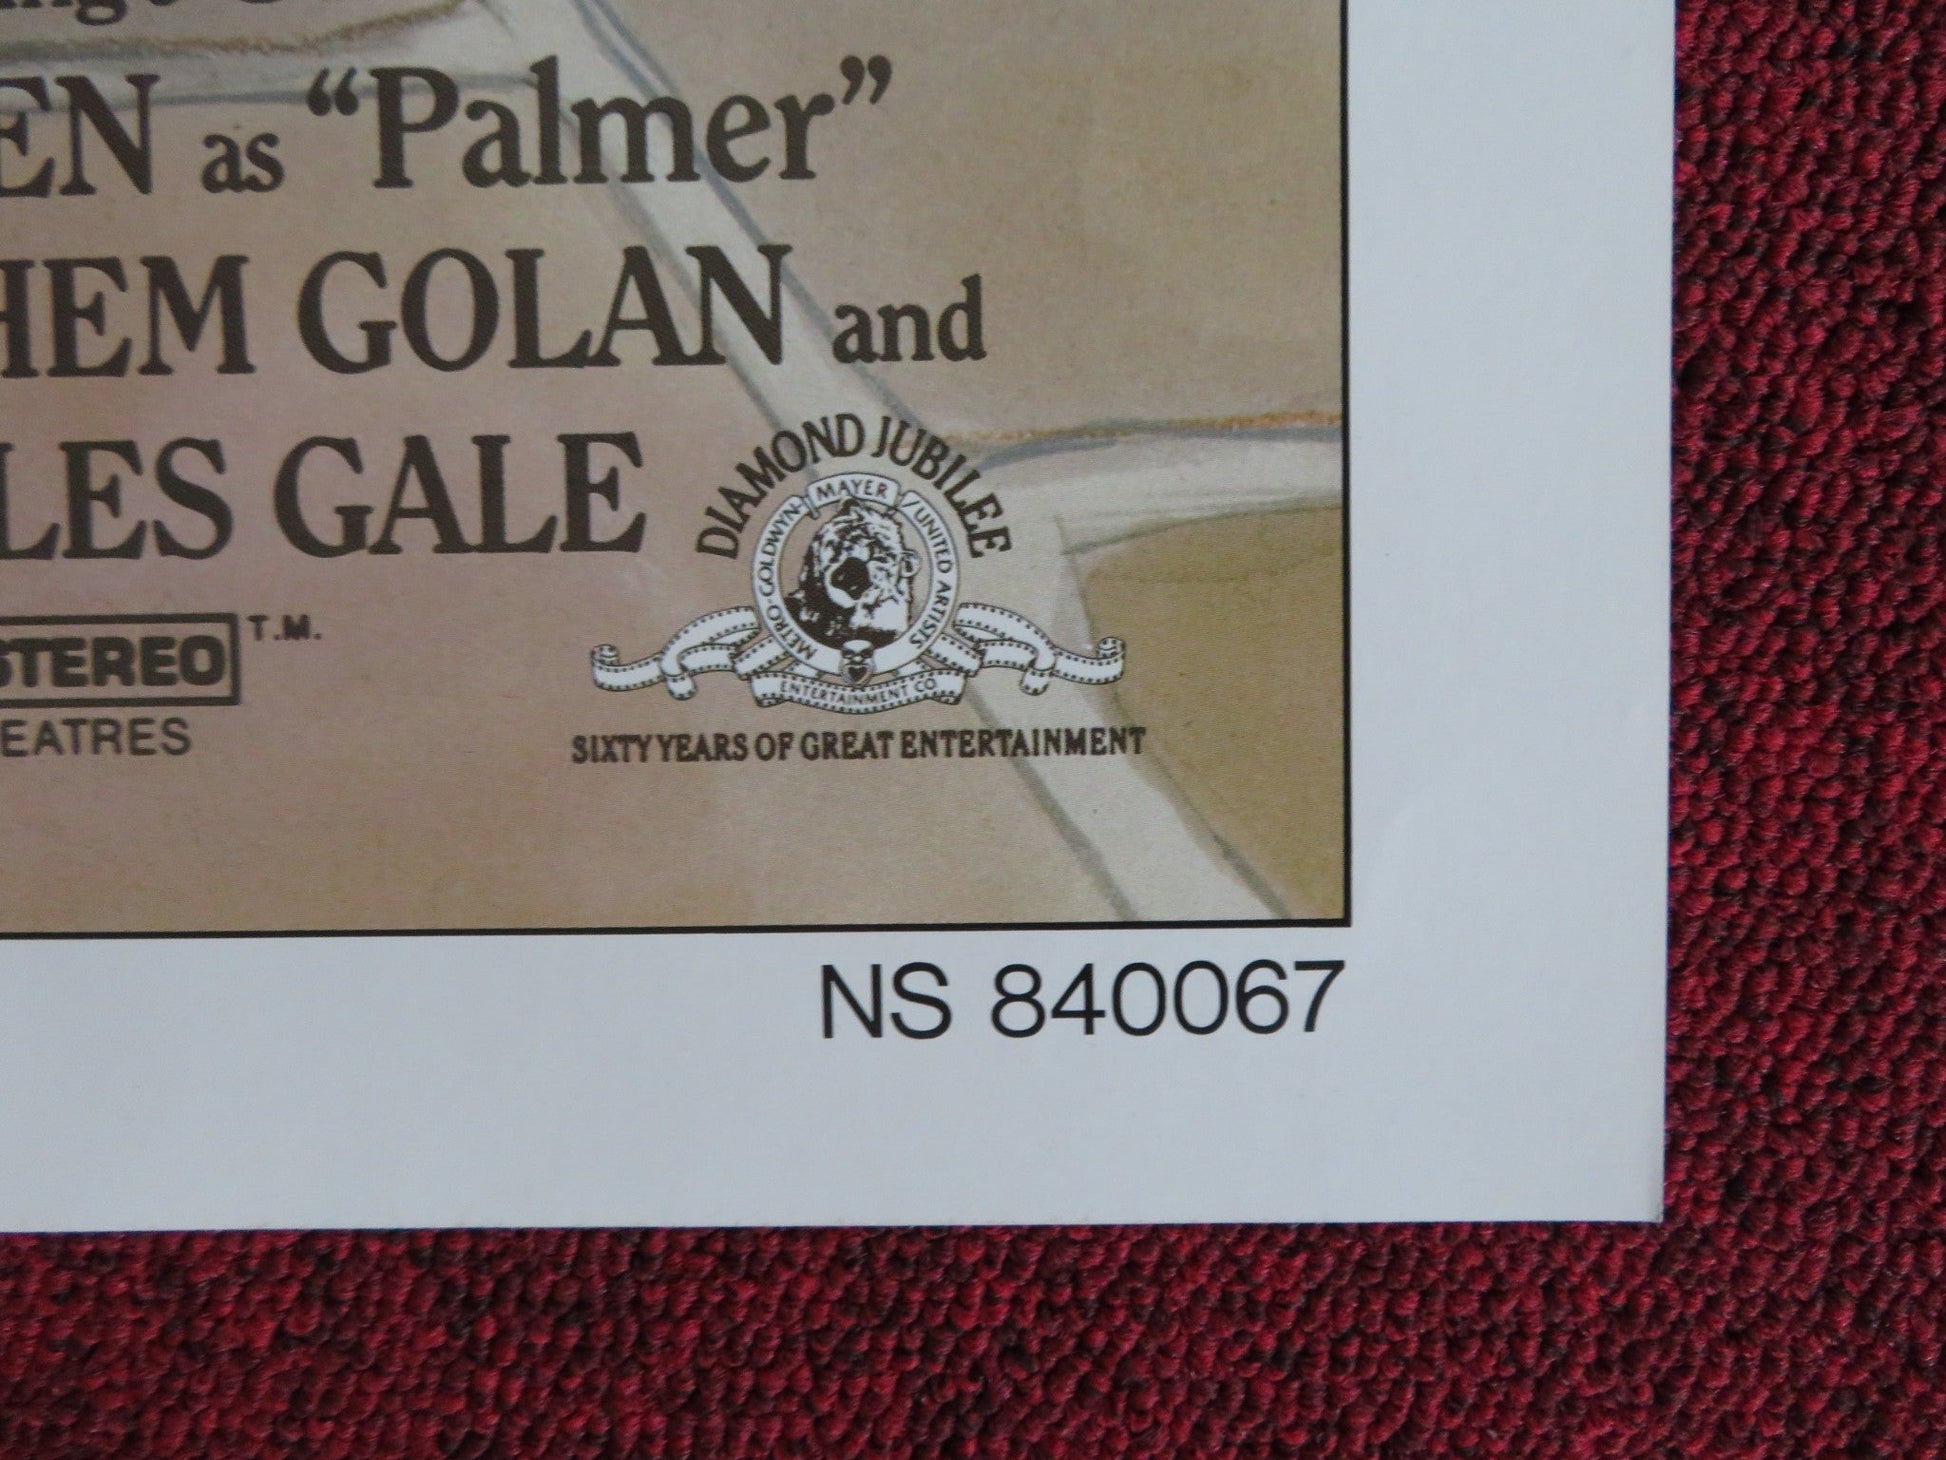 EN as “Palmer”
HEM GOLAN and
LES GALE
DIAMOND JUBILEE
METRO-GOLDWYN-MAYER/UNITED ARTISTS
ENTERTAINMENT CO
STEREO T.M.
EATRES
SIXTY YEARS OF GREAT ENTERTAINMENT
NS 840067